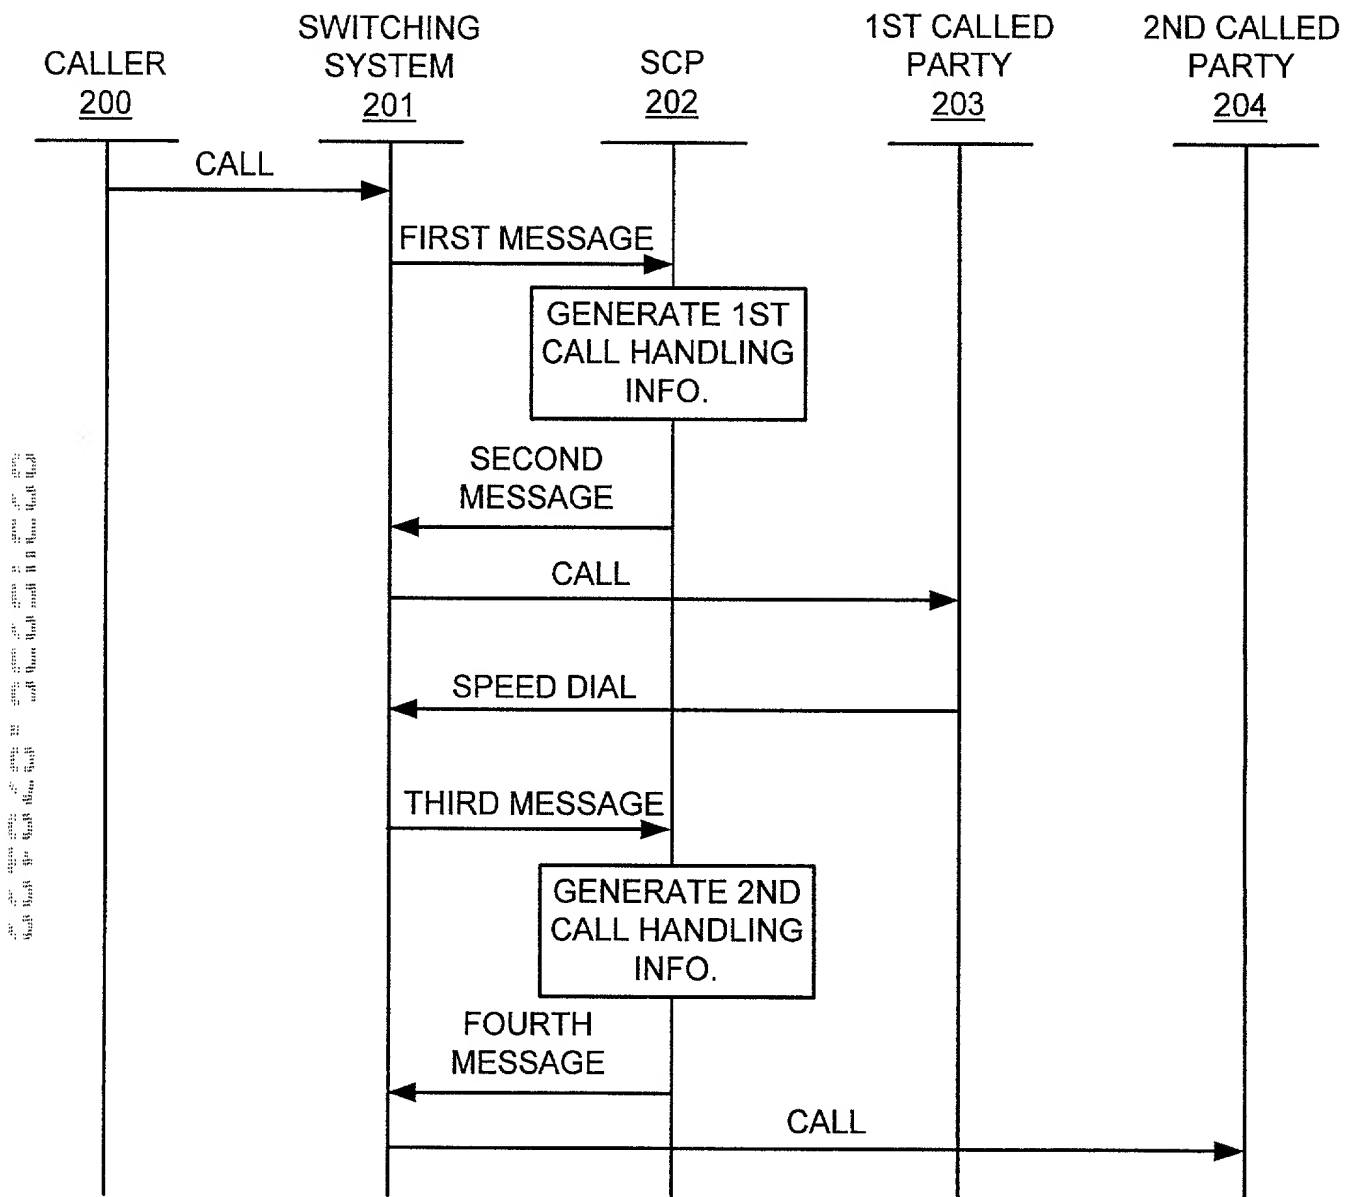 CALLER
200
SWITCHING
SYSTEM
201
SCP
202
1ST CALLED
PARTY
203
2ND CALLED
PARTY
204
CALL
FIRST MESSAGE
GENERATE 1ST
CALL HANDLING
INFO.
SECOND
MESSAGE
CALL
SPEED DIAL
THIRD MESSAGE
GENERATE 2ND
CALL HANDLING
INFO.
FOURTH
MESSAGE
CALL